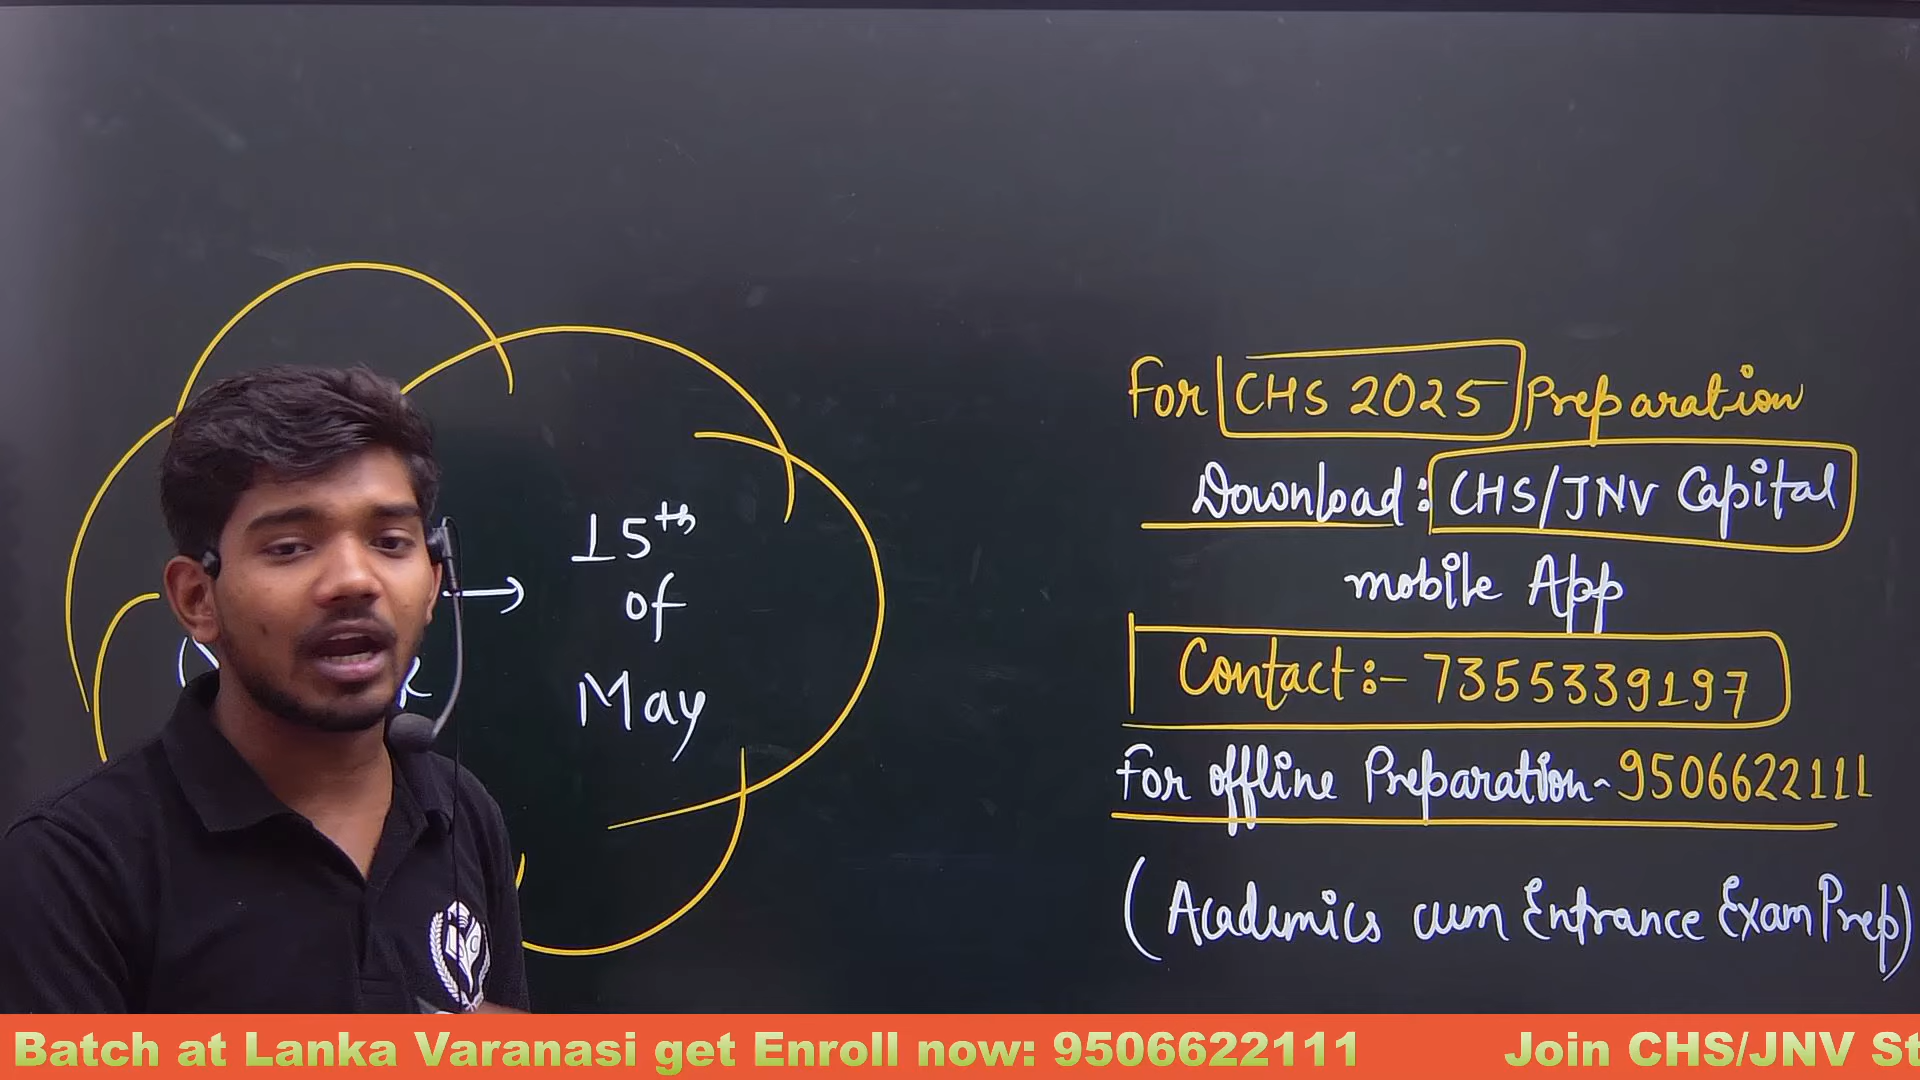 15th
of
May
For CHS 2025 Preparation
Download: CHS/JNV Capital
mobile App
Contact:- 7355339197
For offline Preparation - 9506622111
(Academics cum Entrance Exam Prep)
Batch at Lanka Varanasi get Enroll now: 9506622111 Join CHS/JNV St